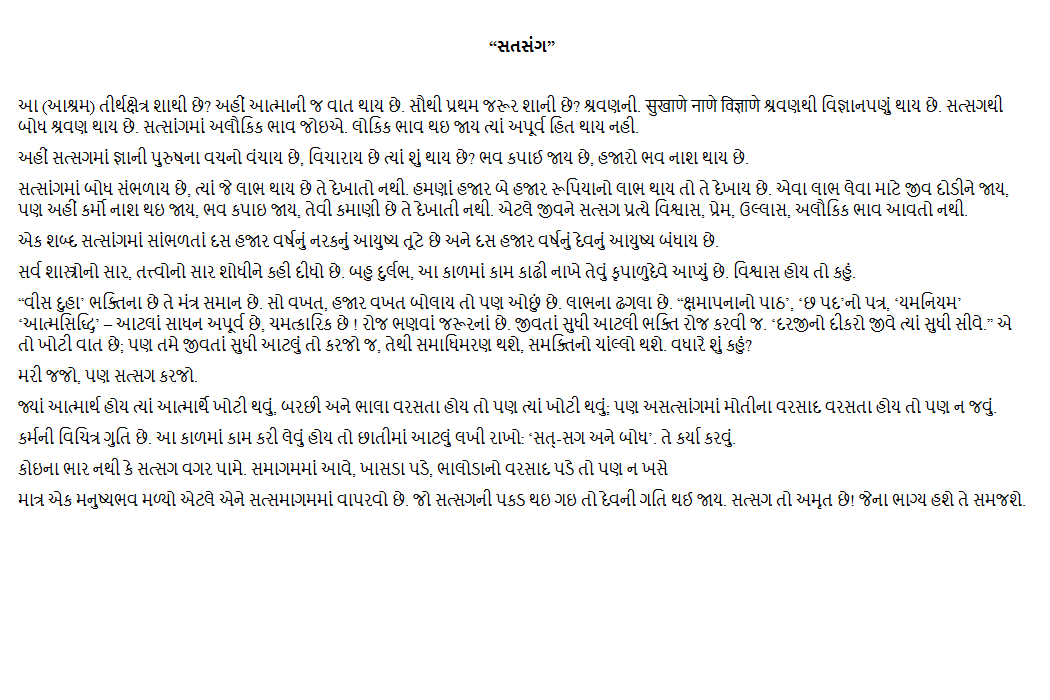 “સતસંગ”
આ (આશ્રમ) તીર્થક્ષેત્ર શાથી છે? અહીં આત્માની જ વાત થાય છે. સૌથી પ્રથમ જરૂર શાની છે? શ્રવણની. सुखाणे नाणे विज्ञाणे શ્રવણથી વિજ્ઞાનપણું થાય છે. સત્સગથી
બોધ શ્રવણ થાય છે. સત્સાંગમાં અલૌકિક ભાવ જોઇએ. લોકિક ભાવ થઇ જાય ત્યાં અપૂર્વ હિત થાય નહી.
અહીં સત્સગમાં જ્ઞાની પુરુષના વચનો વંચાય છે, વિચારાય છે ત્યાં શું થાય છે? ભવ કપાઈ જાય છે, હજારો ભવ નાશ થાય છે.
સત્સાંગમાં બોધ સંભળાય છે, ત્યાં જે લાભ થાય છે તે દેખાતો નથી. હમણાં હજાર બે હજાર રૂપિયાનો લાભ થાય તો તે દેખાય છે. એવા લાભ લેવા માટે જીવ દોડીને જાય,
પણ અહીં કર્મો નાશ થઇ જાય, ભવ કપાઇ જાય, તેવી કમાણી છે તે દેખાતી નથી. એટલે જીવને સત્સગ પ્રત્યે વિશ્વાસ, પ્રેમ, ઉલ્લાસ, અલૌકિક ભાવ આવતો નથી.
એક શબ્દ સત્સાંગમાં સાંભળતાં દસ હજાર વર્ષનું નરકનું આયુષ્ય તૂટે છે અને દસ હજાર વર્ષનું દેવનું આયુષ્ય બંધાય છે.
સર્વ શાસ્ત્રોનો સાર, તત્ત્વોનો સાર શોધીને કહી દીધો છે. બહુ દુર્લભ, આ કાળમાં કામ કાઢી નાખે તેવું કૃપાળુદેવે આપ્યું છે. વિશ્વાસ હોય તો કહું.
“વીસ દુહા’ ભક્તિના છે તે મંત્ર સમાન છે. સો વખત, હજાર વખત બોલાય તો પણ ઓછું છે. લાભના ઢગલા છે. “ક્ષમાપનાનો પાઠ’, ‘છ પદ’નો પત્ર, ‘યમનિયમ’
‘આત્મસિધ્દિ’ – આટલાં સાધન અપૂર્વ છે, ચમત્કારિક છે ! રોજ ભણવાં જરૂરનાં છે. જીવતાં સુધી આટલી ભક્તિ રોજ કરવી જ. ‘દરજીનો દીકરો જીવે ત્યાં સુધી સીવે.” એ
તો ખોટી વાત છે; પણ તમે જીવતાં સુધી આટલું તો કરજો જ, તેથી સમાધિમરણ થશે, સમક્તિનો ચાંલ્લો થશે. વધારે શું કહું?
મરી જજો, પણ સત્સગ કરજો.
જ્યાં આત્માર્થ હોય ત્યાં આત્માર્થે ખોટી થવું, બરછી અને ભાલા વરસતા હોય તો પણ ત્યાં ખોટી થવું; પણ અસત્સાંગમાં મોતીના વરસાદ વરસતા હોય તો પણ ન જવું.
કર્મની વિચિત્ર ગુતિ છે. આ કાળમાં કામ કરી લેવું હોય તો છાતીમાં આટલું લખી રાખો: ‘સત્-સગ અને બોધ’. તે કર્યા કરવું.
કોઇના ભાર નથી કે સત્સગ વગર પામે. સમાગમમાં આવે, ખાસડા પડે, ભાલોડાનો વરસાદ પડે તો પણ ન ખસે
માત્ર એક મનુષ્યભવ મળ્યો એટલે એને સત્સમાગમમાં વાપરવો છે. જો સત્સગની પકડ થઇ ગઇ તો દેવની ગતિ થઈ જાય. સત્સગ તો અમૃત છે! જેના ભાગ્ય હશે તે સમજશે.